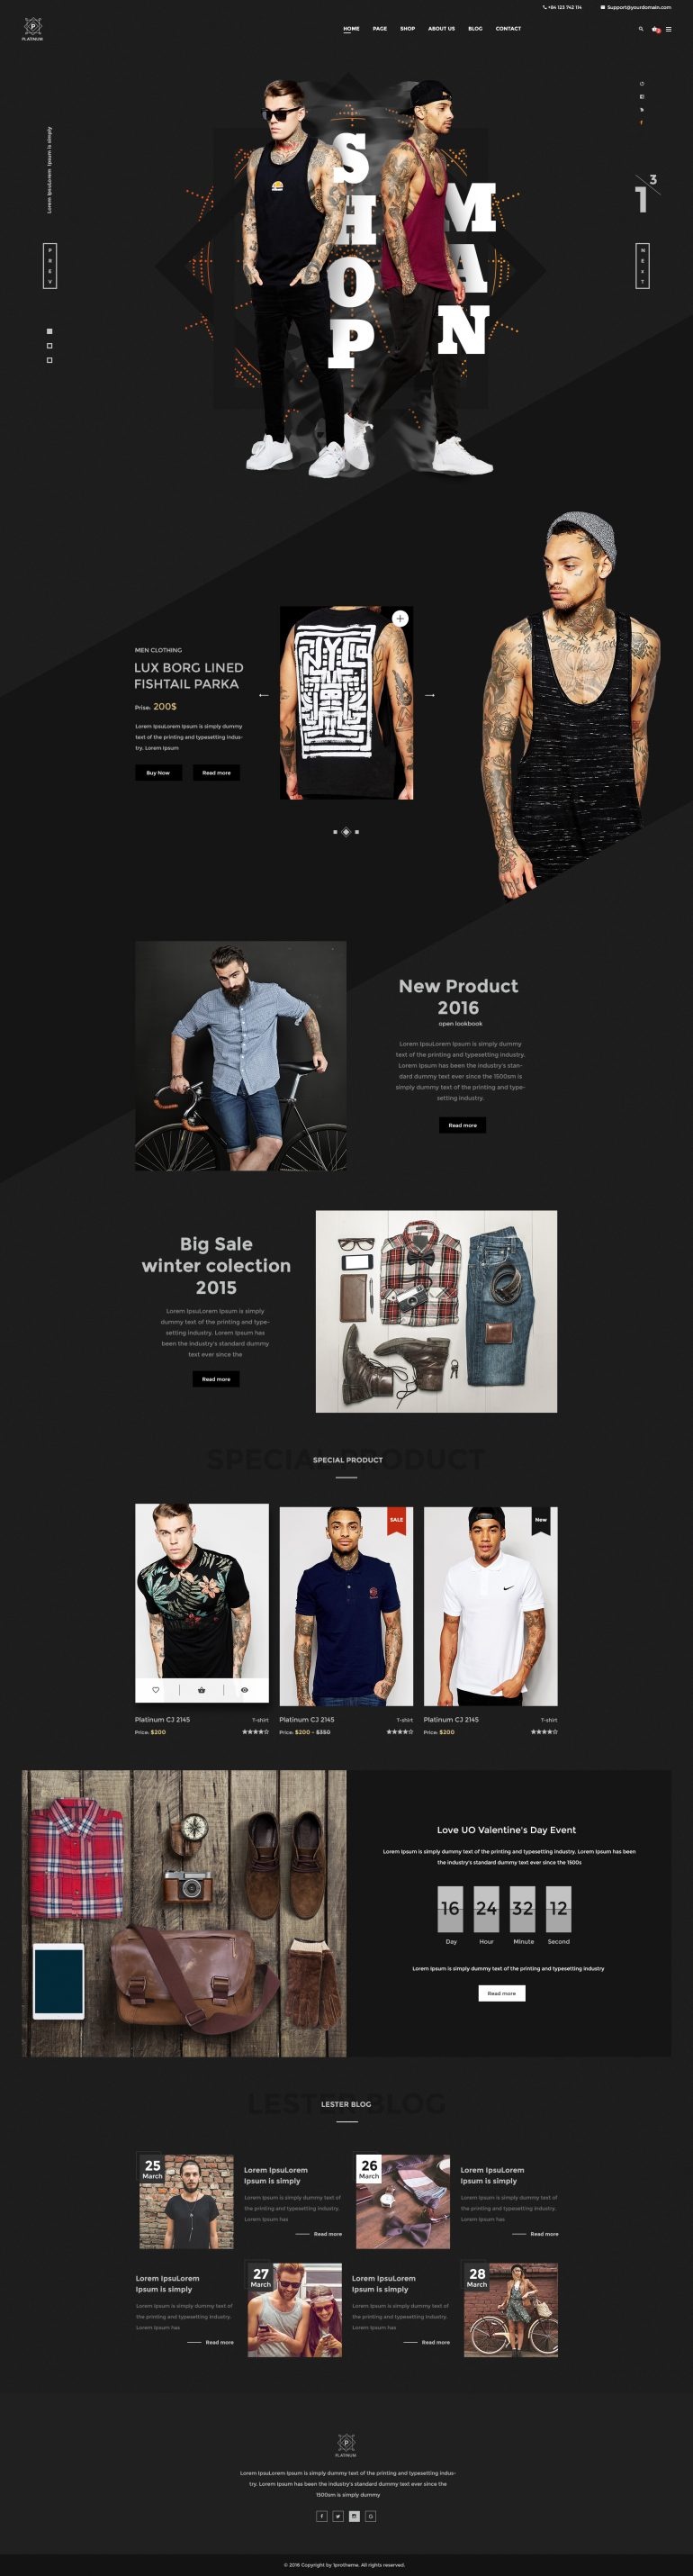 +84 123 742 114
Support@yourdomain.com
PLATINUM
HOME PAGE SHOP ABOUT US BLOG CONTACT
Lorem IpsuLorem Ipsum is simply
SHOP
MAN
1 3
PREV
NEXT
MEN CLOTHING
LUX BORG LINED
FISHTAIL PARKA
Price: 200$
Lorem IpsuLorem Ipsum is simply dummy
text of the printing and typesetting indus-
try. Lorem Ipsum
Buy Now Read more
NYC
New Product
2016
open lookbook
Lorem IpsuLorem Ipsum is simply dummy
text of the printing and typesetting industry.
Lorem Ipsum has been the industry's stan-
dard dummy text ever since the 1500sm is
simply dummy text of the printing and type-
setting industry.
Read more
Big Sale
winter colection
2015
Lorem IpsuLorem Ipsum is simply
dummy text of the printing and type-
setting industry. Lorem Ipsum has
been the industry's standard dummy
text ever since the
Read more
SPECIAL PRODUCT
SPECIAL PRODUCT
SALE
New
Platinum CJ 2145 T-shirt
Price: $200
Platinum CJ 2145 T-shirt
Price: $200 - $350
Platinum CJ 2145 T-shirt
Price: $200
Love UO Valentine's Day Event
Lorem Ipsum is simply dummy text of the printing and typesetting industry. Lorem Ipsum has been
the industry's standard dummy text ever since the 1500s
16 24 32 12
Day Hour Minute Second
Lorem Ipsum is simply dummy text of the printing and typesetting industry
Read more
LESTER BLOG
LESTER BLOG
25
March
Lorem IpsuLorem
Ipsum is simply
Lorem Ipsum is simply dummy text of
the printing and typesetting industry.
Lorem Ipsum has
Read more
26
March
Lorem IpsuLorem
Ipsum is simply
Lorem Ipsum is simply dummy text of
the printing and typesetting industry.
Lorem Ipsum has
Read more
Lorem IpsuLorem
Ipsum is simply
Lorem Ipsum is simply dummy text of
the printing and typesetting industry.
Lorem Ipsum has
Read more
27
March
Lorem IpsuLorem
Ipsum is simply
Lorem Ipsum is simply dummy text of
the printing and typesetting industry.
Lorem Ipsum has
Read more
28
March
PLATINUM
Lorem IpsuLorem Ipsum is simply dummy text of the printing and typesetting indus-
try. Lorem Ipsum has been the industry's standard dummy text ever since the
1500sm is simply dummy
© 2016 Copyright by 1protheme. All rights reserved.